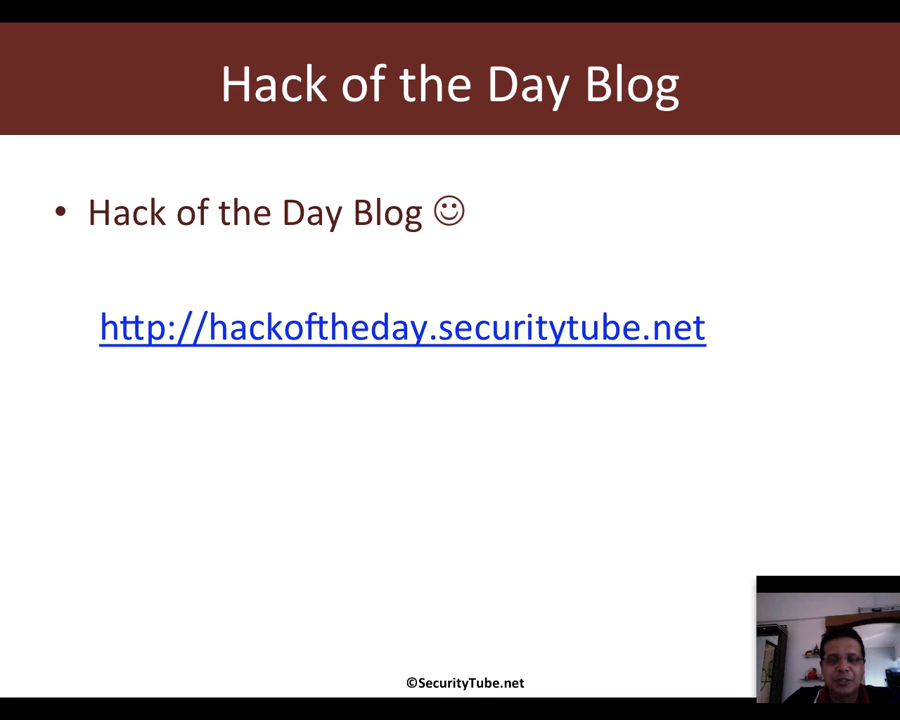 Hack of the Day Blog
• Hack of the Day Blog ☺
http://hackoftheday.securitytube.net
©SecurityTube.net